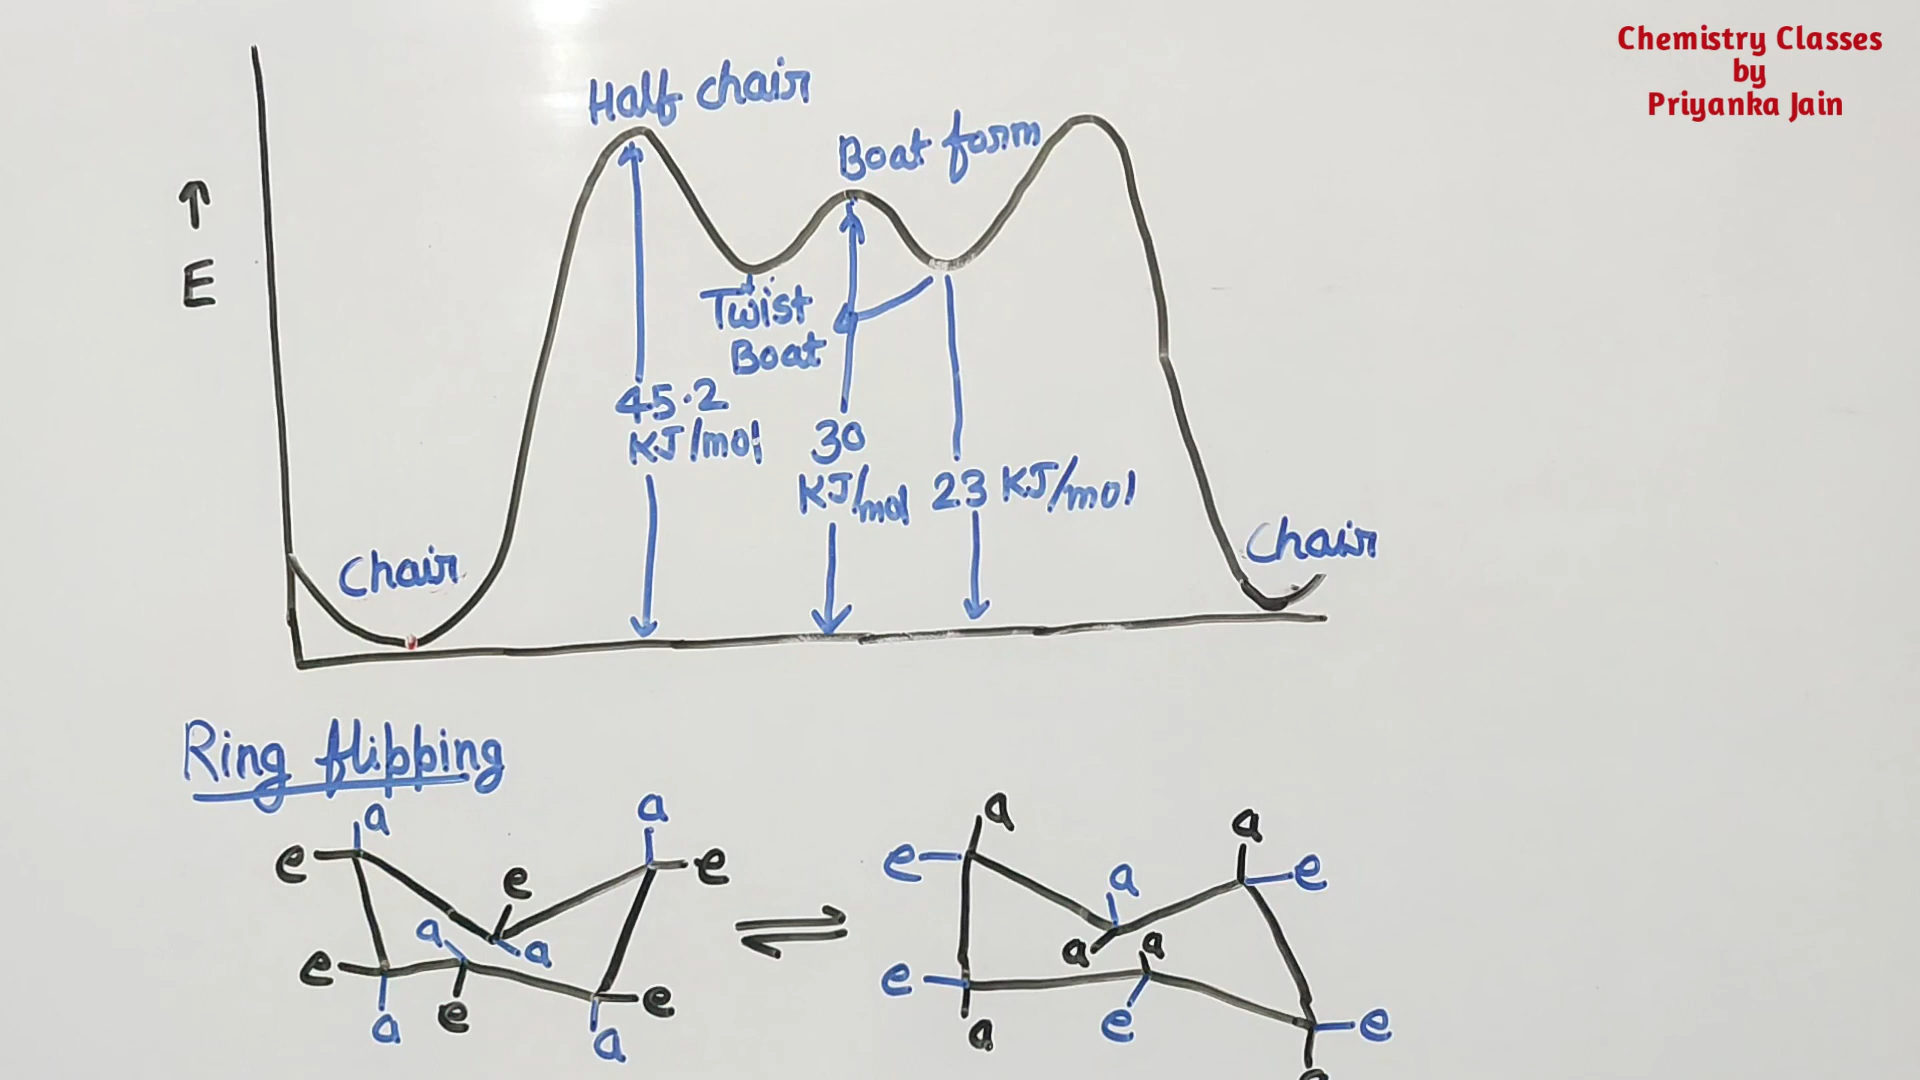 Chemistry Classes
by
Priyanka Jain
Half chair
Boat form
↑
E
Twist
Boat
45.2
KJ/mol
30
KJ/mol
23 KJ/mol
Chair
Chair
Ring flipping
a
a
e
e
e
a
a
e
a
e
e
a
a
a
a
e
e
a
a
a
e
e
a
e